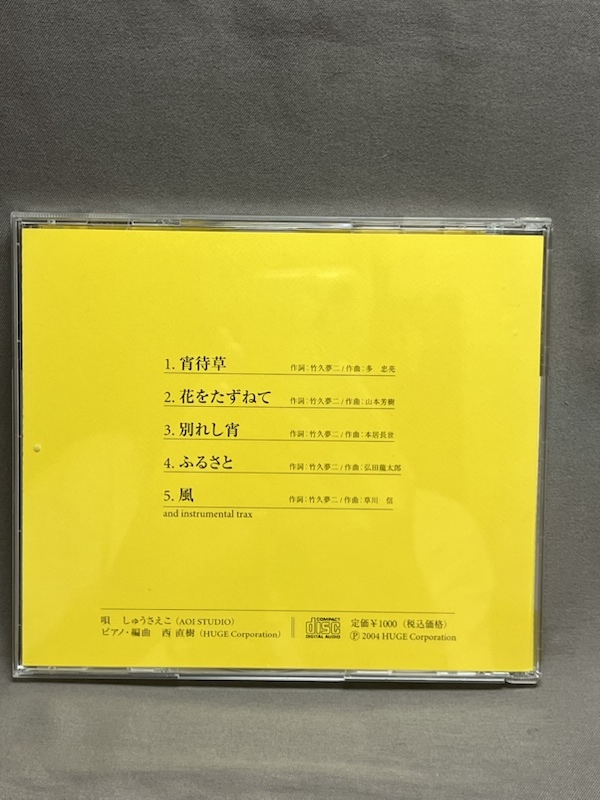 1. 宵待草 作詞：竹久夢二 / 作曲：多 忠亮
2. 花をたずねて 作詞：竹久夢二 / 作曲：山本芳樹
3. 別れし宵 作詞：竹久夢二 / 作曲：本居長世
4. ふるさと 作詞：竹久夢二 / 作曲：弘田龍太郎
5. 風 作詞：竹久夢二 / 作曲：草川 信
and instrumental trax
唄 しゅうさえこ（AOI STUDIO）
ピアノ・編曲 西 直樹（HUGE Corporation）
COMPACT
disc
DIGITAL AUDIO
定価￥1000（税込価格）
Ⓟ 2004 HUGE Corporation